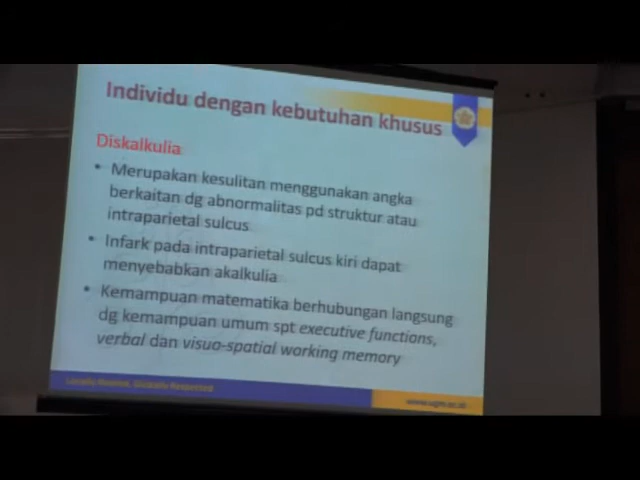 Individu dengan kebutuhan khusus
Diskalkulia
• Merupakan kesulitan menggunakan angka
berkaitan dg abnormalitas pd struktur atau
intraparietal sulcus
• Infark pada intraparietal sulcus kiri dapat
menyebabkan akalkulia
• Kemampuan matematika berhubungan langsung
dg kemampuan umum spt executive functions,
verbal dan visuo-spatial working memory
Locally Rooted, Globally Respected
www.ugm.ac.id